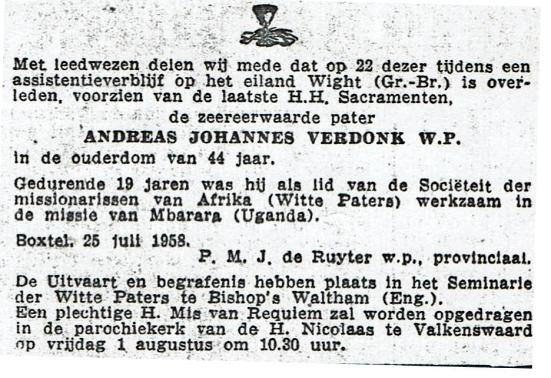 Met leedwezen delen wij mede dat op 22 dezer tijdens een
assistentieverblijf op het eiland Wight (Gr.-Br.) is over-
leden, voorzien van de laatste H.H. Sacramenten,
de zeereerwaarde pater
ANDREAS JOHANNES VERDONK W.P.
in de ouderdom van 44 jaar.
Gedurende 19 jaren was hij als lid van de Sociëteit der
missionarissen van Afrika (Witte Paters) werkzaam in
de missie van Mbarara (Uganda).
Boxtel, 25 juli 1958.
P. M. J. de Ruyter w.p., provinciaal.
De Uitvaart en begrafenis hebben plaats in het Seminarie
der Witte Paters te Bishop's Waltham (Eng.).
Een plechtige H. Mis van Requiem zal worden opgedragen
in de parochiekerk van de H. Nicolaas te Valkenswaard
op vrijdag 1 augustus om 10.30 uur.